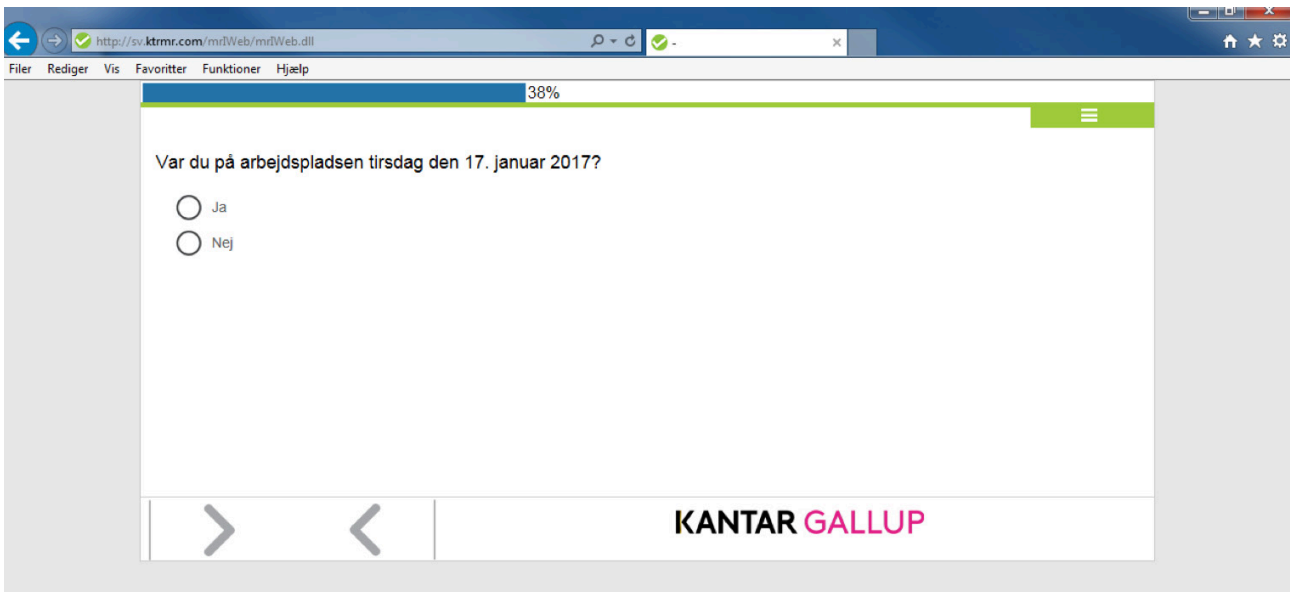 http://sv.ktrmr.com/mrIWeb/mrIWeb.dll
Filer Rediger Vis Favoritter Funktioner Hjælp
38%
Var du på arbejdspladsen tirsdag den 17. januar 2017?
Ja
Nej
KANTAR GALLUP